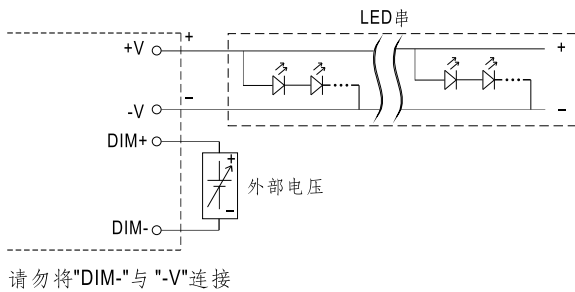 LED串
+V + +
-V - -
DIM+
+
外部电压
-
DIM-
请勿将"DIM-"与 "-V"连接